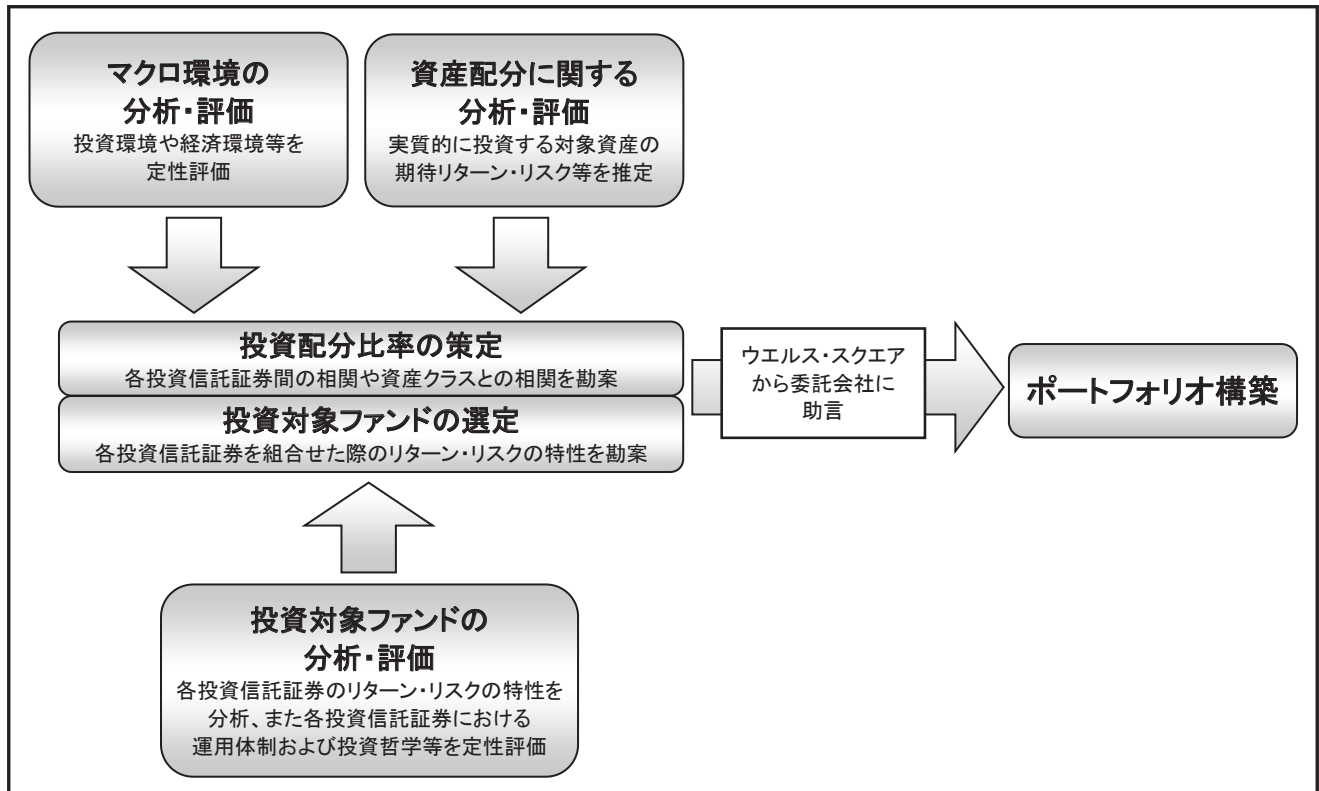 マクロ環境の
分析・評価
投資環境や経済環境等を
定性評価
資産配分に関する
分析・評価
実質的に投資する対象資産の
期待リターン・リスク等を推定
投資配分比率の策定
各投資信託証券間の相関や資産クラスとの相関を勘案
投資対象ファンドの選定
各投資信託証券を組合せた際のリターン・リスクの特性を勘案
ウエルス・スクエア
から委託会社に
助言
ポートフォリオ構築
投資対象ファンドの
分析・評価
各投資信託証券のリターン・リスクの特性を
分析、また各投資信託証券における
運用体制および投資哲学等を定性評価